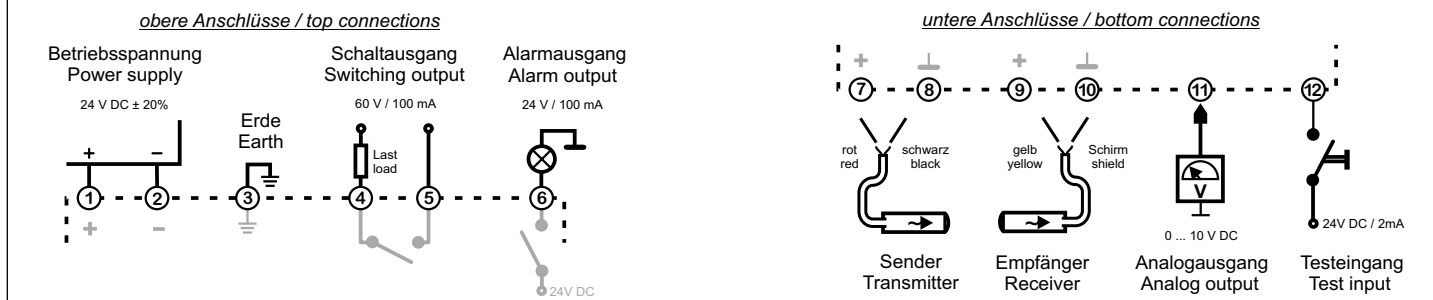 obere Anschlüsse / top connections
Betriebsspannung
Power supply
24 V DC ± 20%
+ −
Erde
Earth
Schaltausgang
Switching output
60 V / 100 mA
Last
load
Alarmausgang
Alarm output
24 V / 100 mA
1 2 3 4 5 6
+ −
24V DC
untere Anschlüsse / bottom connections
+ +
7 8 9 10 11 12
rot
red
schwarz
black
gelb
yellow
Schirm
shield
V
0 ... 10 V DC
24V DC / 2mA
Sender
Transmitter
Empfänger
Receiver
Analogausgang
Analog output
Testeingang
Test input